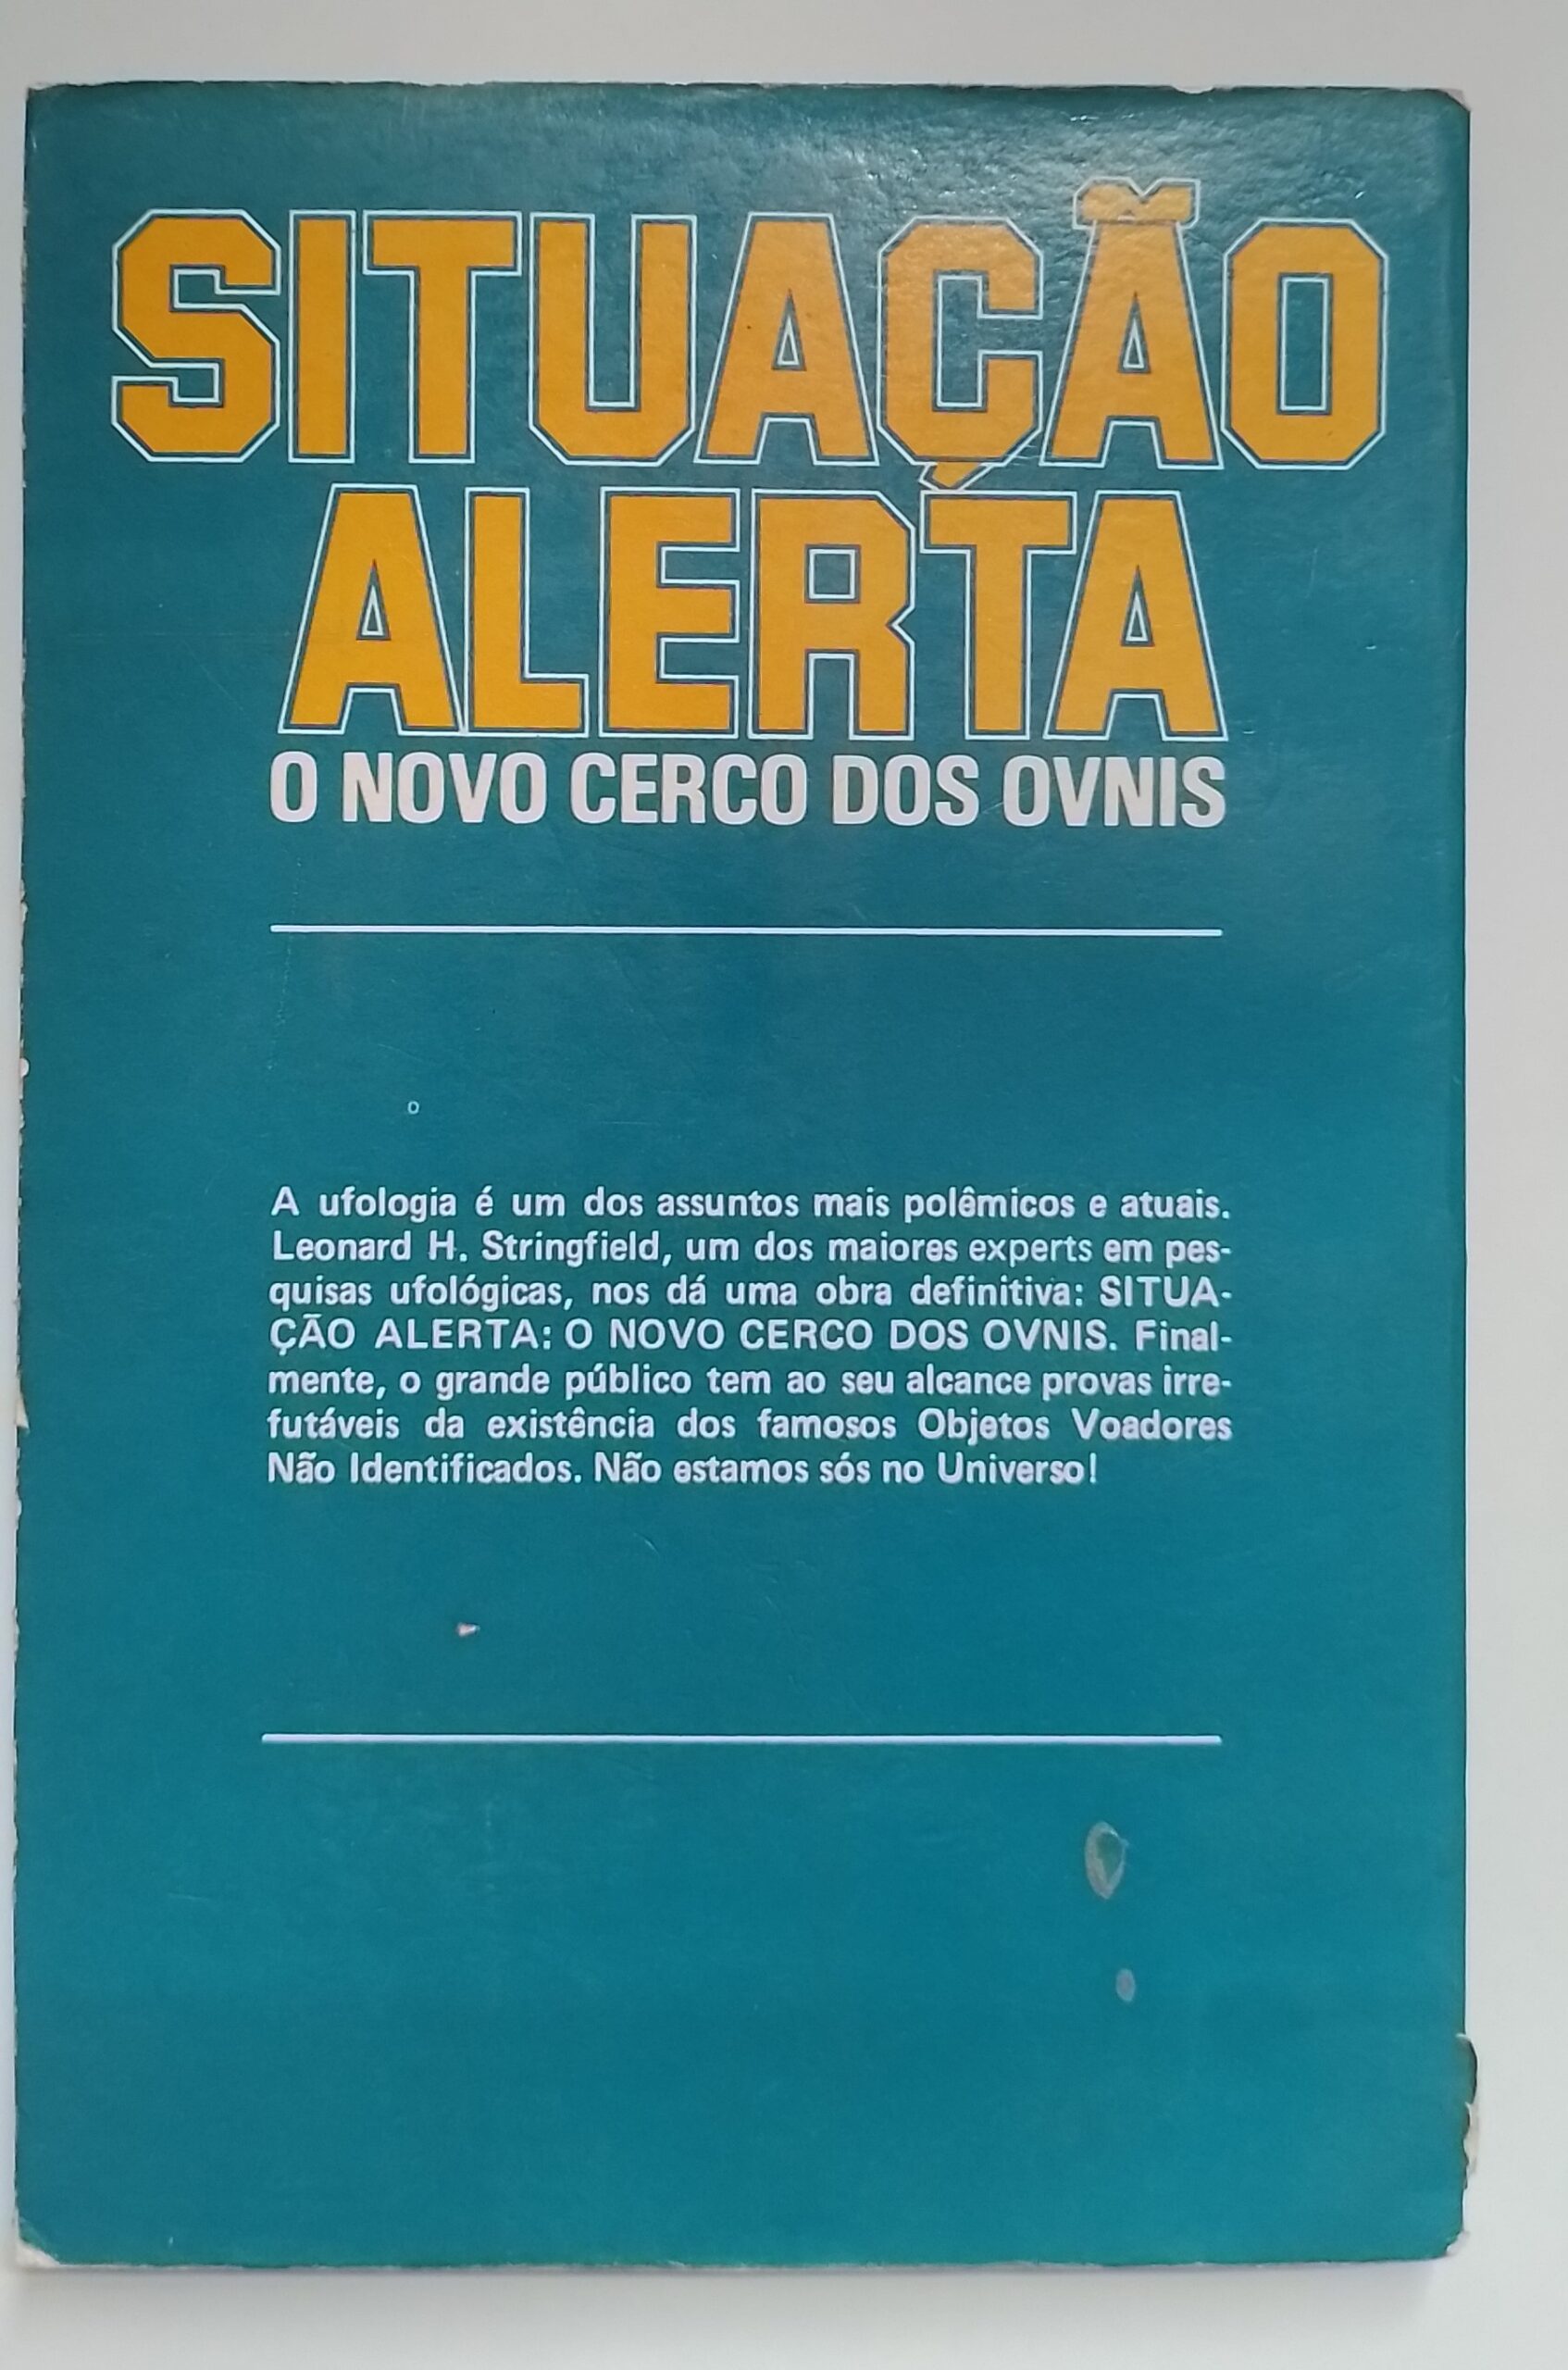 SITUAÇÃO
ALERTA
O NOVO CERCO DOS OVNIS
A ufologia é um dos assuntos mais polêmicos e atuais.
Leonard H. Stringfield, um dos maiores experts em pes-
quisas ufológicas, nos dá uma obra definitiva: SITUA-
ÇÃO ALERTA: O NOVO CERCO DOS OVNIS. Final-
mente, o grande público tem ao seu alcance provas irre-
futáveis da existência dos famosos Objetos Voadores
Não Identificados. Não estamos sós no Universo!